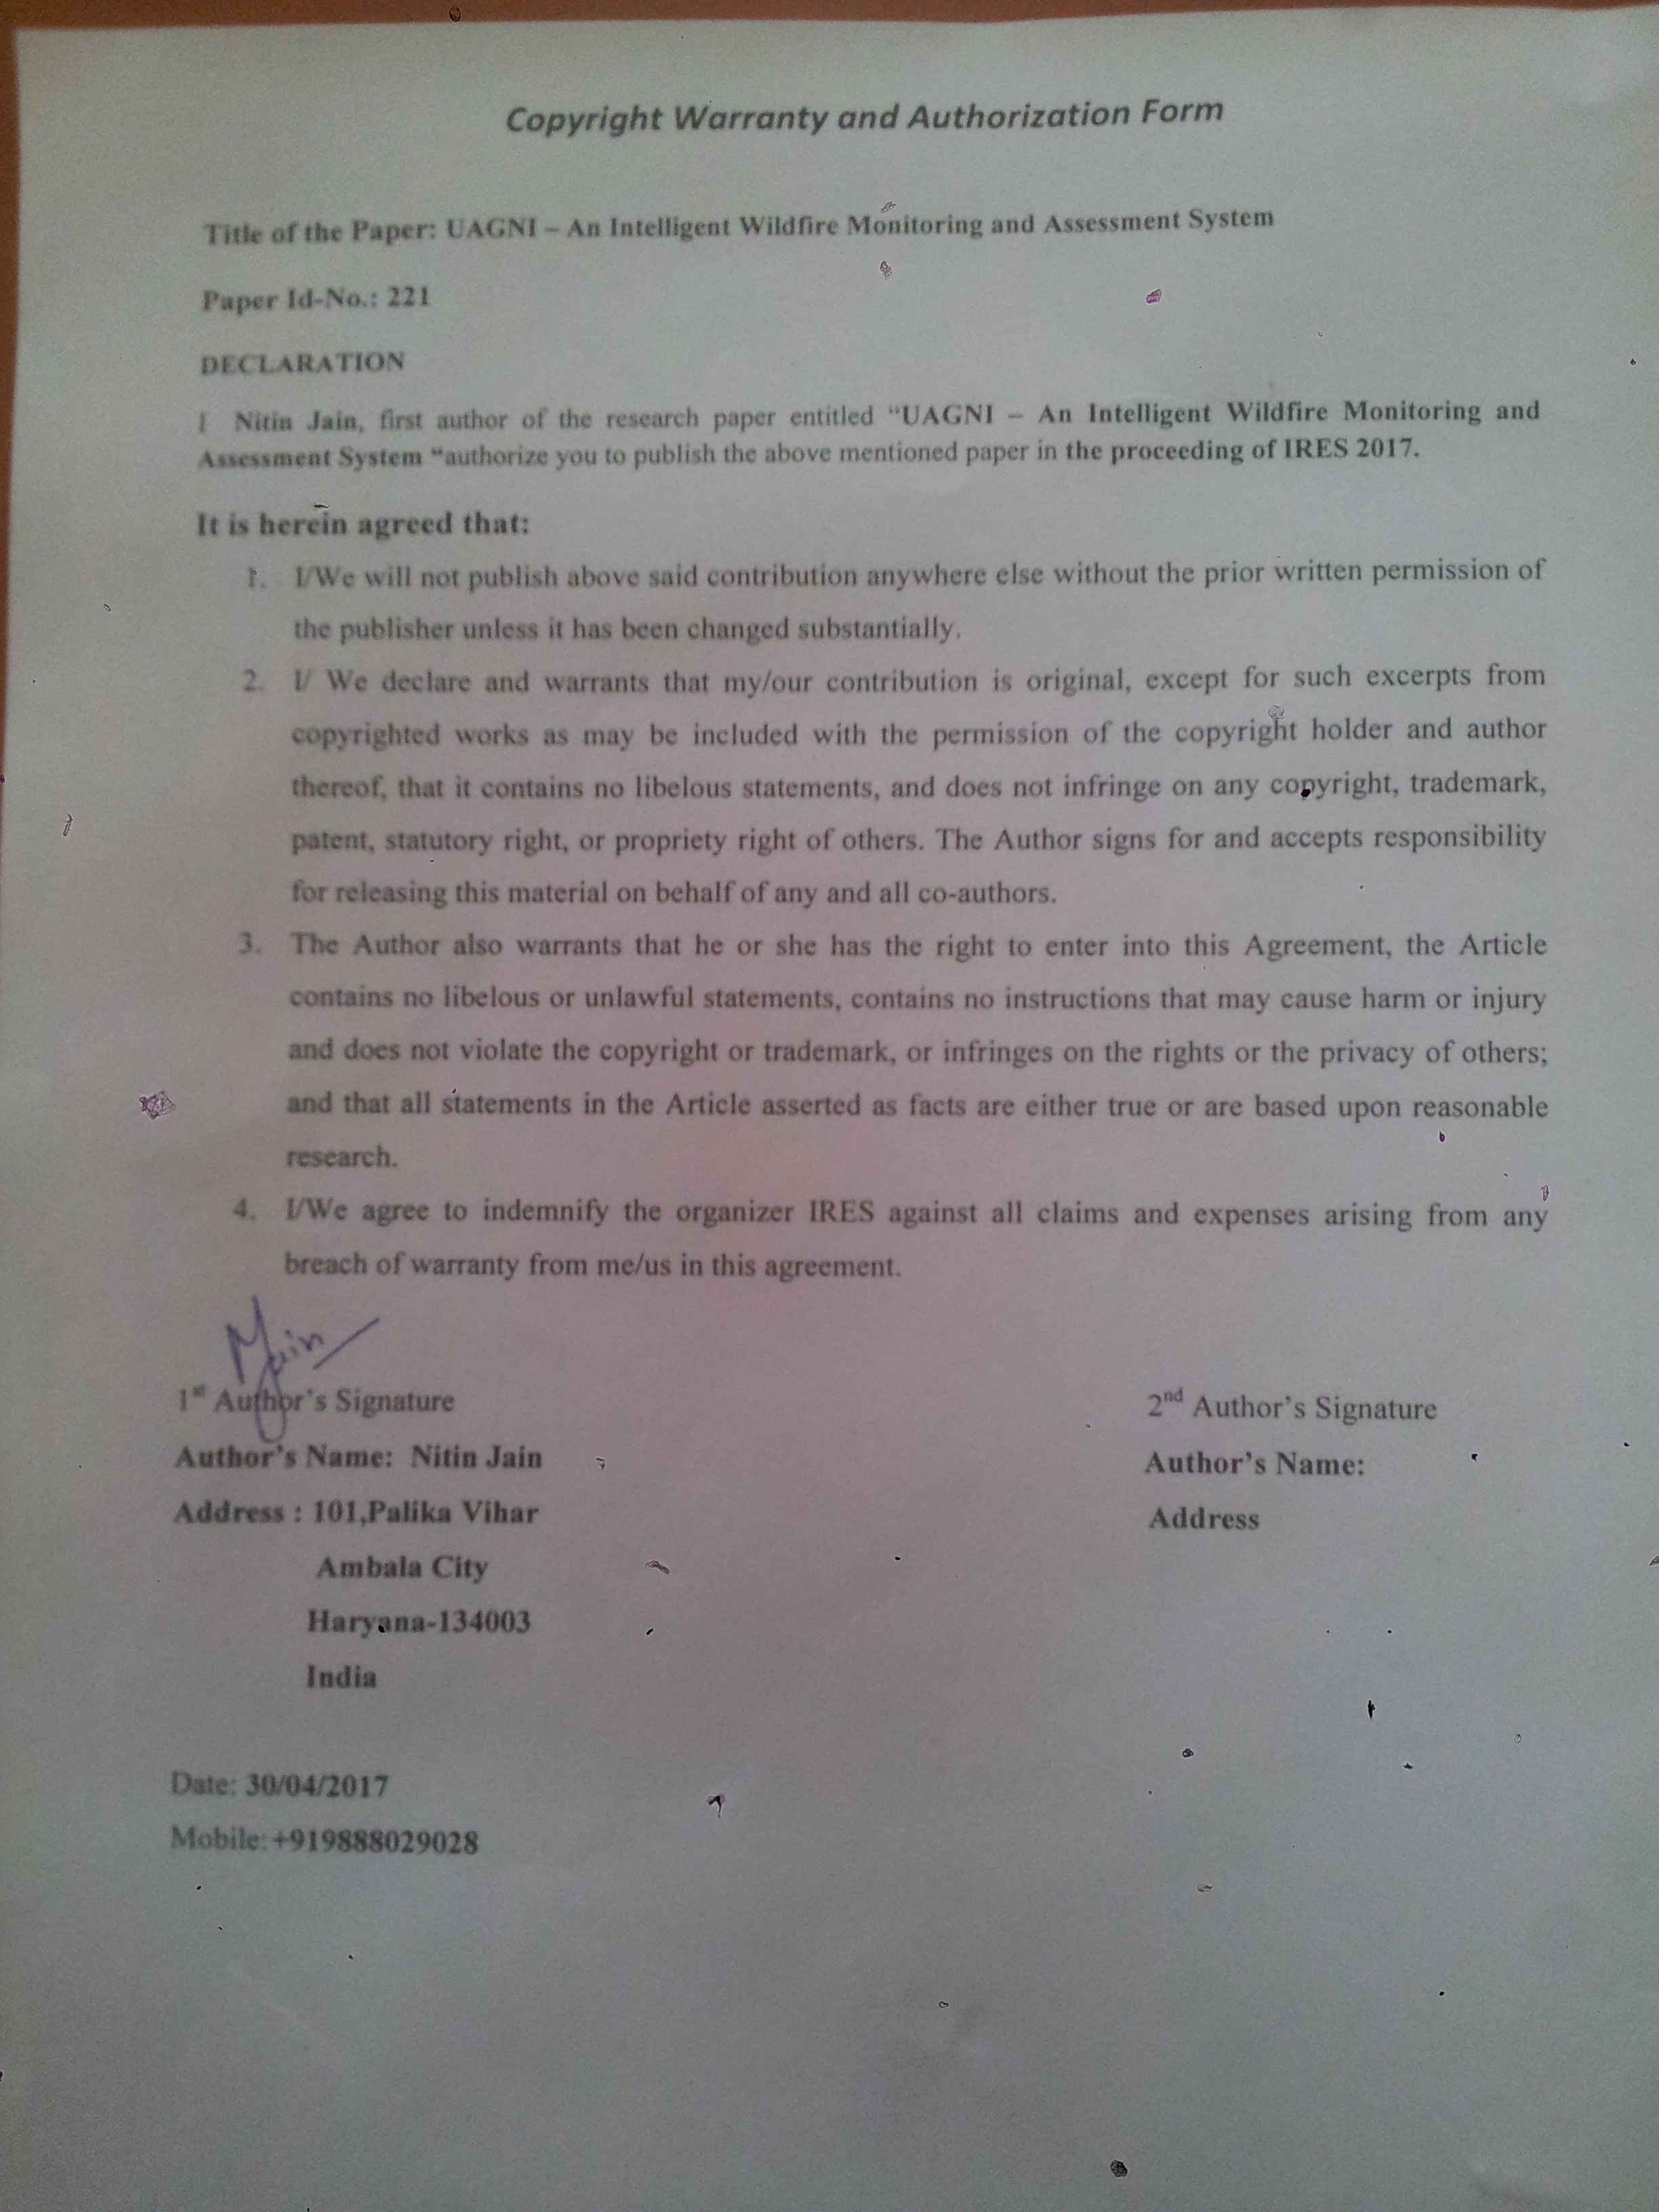 Copyright Warranty and Authorization Form
Title of the Paper: UAGNI – An Intelligent Wildfire Monitoring and Assessment System
Paper Id-No.: 221
DECLARATION
I Nitin Jain, first author of the research paper entitled “UAGNI – An Intelligent Wildfire Monitoring and
Assessment System “authorize you to publish the above mentioned paper in the proceeding of IRES 2017.
It is herein agreed that:
1. I/We will not publish above said contribution anywhere else without the prior written permission of
the publisher unless it has been changed substantially.
2. I/ We declare and warrants that my/our contribution is original, except for such excerpts from
copyrighted works as may be included with the permission of the copyright holder and author
thereof, that it contains no libelous statements, and does not infringe on any copyright, trademark,
patent, statutory right, or propriety right of others. The Author signs for and accepts responsibility
for releasing this material on behalf of any and all co-authors.
3. The Author also warrants that he or she has the right to enter into this Agreement, the Article
contains no libelous or unlawful statements, contains no instructions that may cause harm or injury
and does not violate the copyright or trademark, or infringes on the rights or the privacy of others;
and that all statements in the Article asserted as facts are either true or are based upon reasonable
research.
4. I/We agree to indemnify the organizer IRES against all claims and expenses arising from any
breach of warranty from me/us in this agreement.
NJain
1st Author’s Signature
Author’s Name: Nitin Jain
Address : 101,Palika Vihar
Ambala City
Haryana-134003
India
2nd Author’s Signature
Author’s Name:
Address
Date: 30/04/2017
Mobile:+919888029028